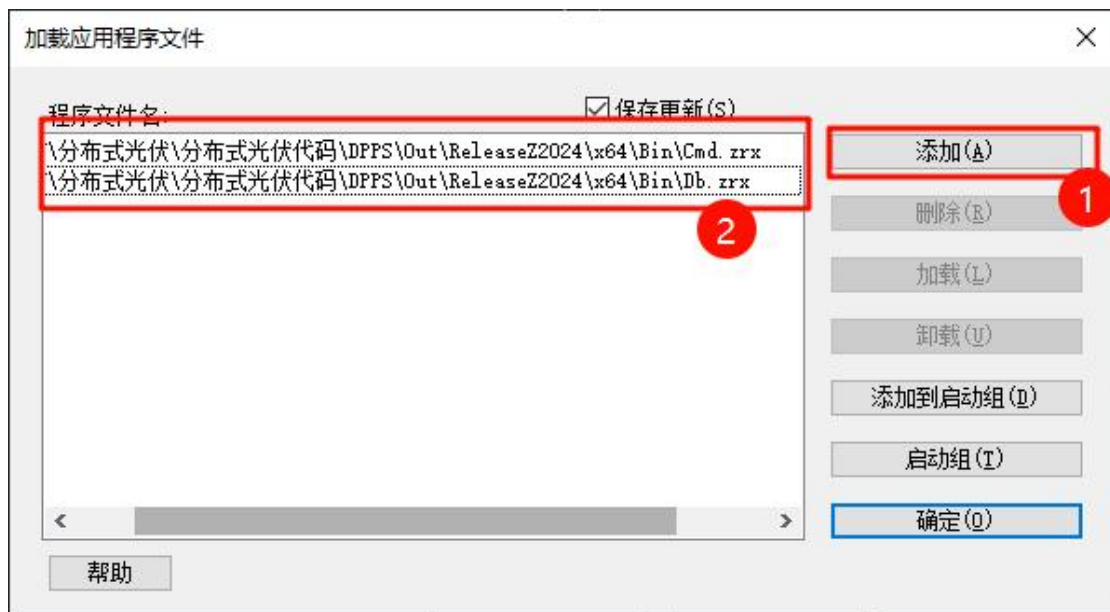 加载应用程序文件
程序文件名:
保存更新(S)
\分布式光伏\分布式光伏代码\DPPS\Out\ReleaseZ2024\x64\Bin\Cmd.zrx
\分布式光伏\分布式光伏代码\DPPS\Out\ReleaseZ2024\x64\Bin\Db.zrx
添加(A)
1
删除(R)
2
加载(L)
卸载(U)
添加到启动组(D)
启动组(T)
确定(O)
帮助